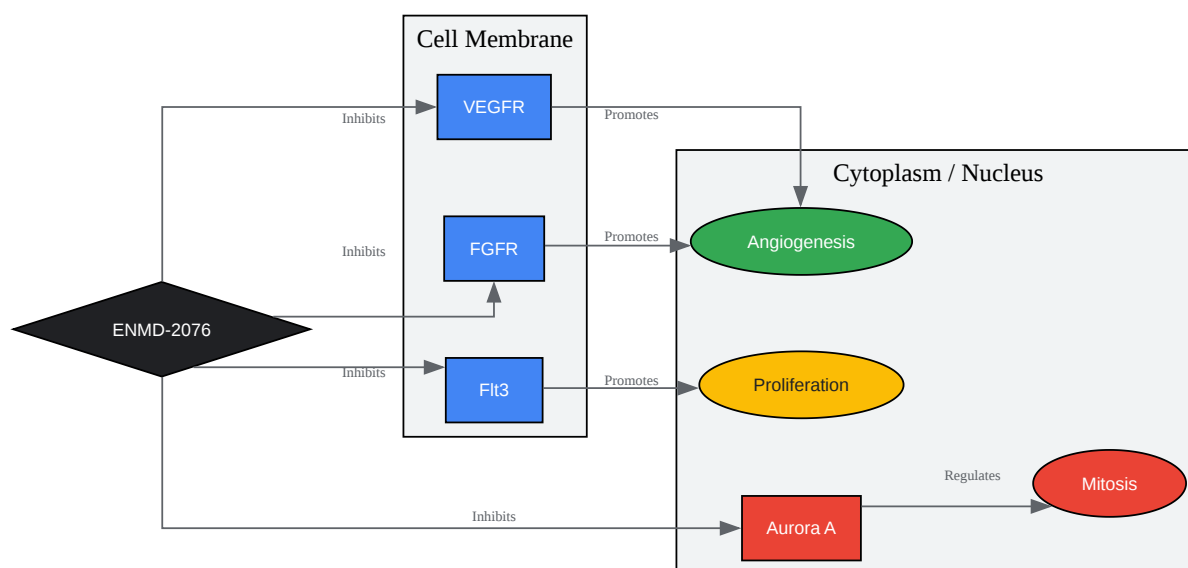 Cell Membrane
VEGFR
Inhibits
Promotes
Cytoplasm / Nucleus
FGFR
Inhibits
Promotes
Angiogenesis
ENMD-2076
Inhibits
Flt3
Promotes
Proliferation
Regulates
Mitosis
Inhibits
Aurora A